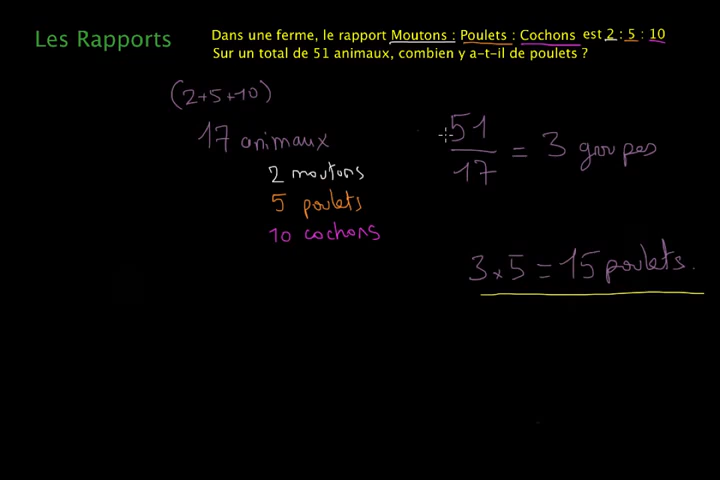 Les Rapports
Dans une ferme, le rapport Moutons : Poulets : Cochons est 2 : 5 : 10
Sur un total de 51 animaux, combien y a-t-il de poulets ?
(2+5+10)
17 animaux
2 moutons
5 poulets
10 cochons
51
17
= 3 groupes
3 x 5 = 15 poulets.